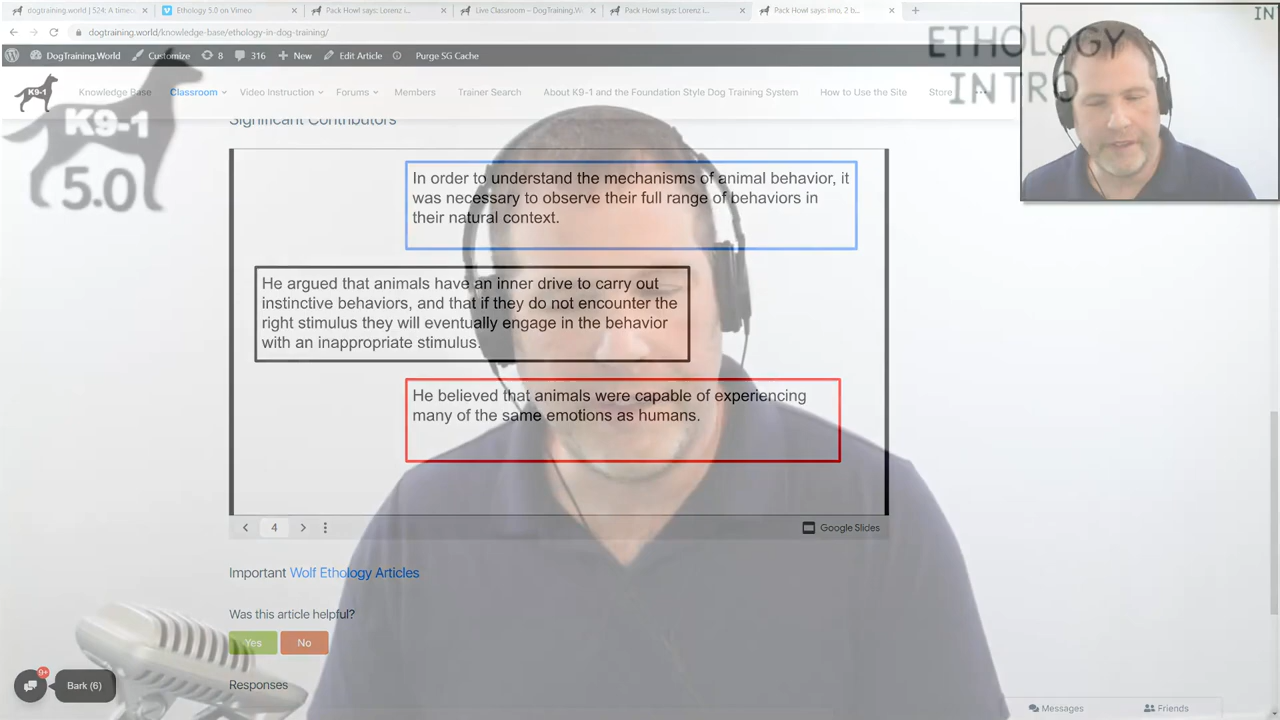 dogtraining.world | 524: A timeou
Ethology 5.0 on Vimeo
Pack Howl says: Lorenz i...
Live Classroom – DogTraining.W
Pack Howl says: Lorenz i...
Pack Howl says: imo, 2 b...
dogtraining.world/knowledge-base/ethology-in-dog-training/
DogTraining.World
Customize
8
316
New
Edit Article
Purge SG Cache
IN
ETHOLOGY
INTRO
Knowledge Base
Classroom
Video Instruction
Forums
Members
Trainer Search
About K9-1 and the Foundation Style Dog Training System
How to Use the Site
Store
K9-1
K9-1
5.0
Significant Contributors
In order to understand the mechanisms of animal behavior, it
was necessary to observe their full range of behaviors in
their natural context.
He argued that animals have an inner drive to carry out
instinctive behaviors, and that if they do not encounter the
right stimulus they will eventually engage in the behavior
with an inappropriate stimulus.
He believed that animals were capable of experiencing
many of the same emotions as humans.
4
Google Slides
Important Wolf Ethology Articles
Was this article helpful?
Yes
No
Responses
9+
Bark (6)
Messages
Friends